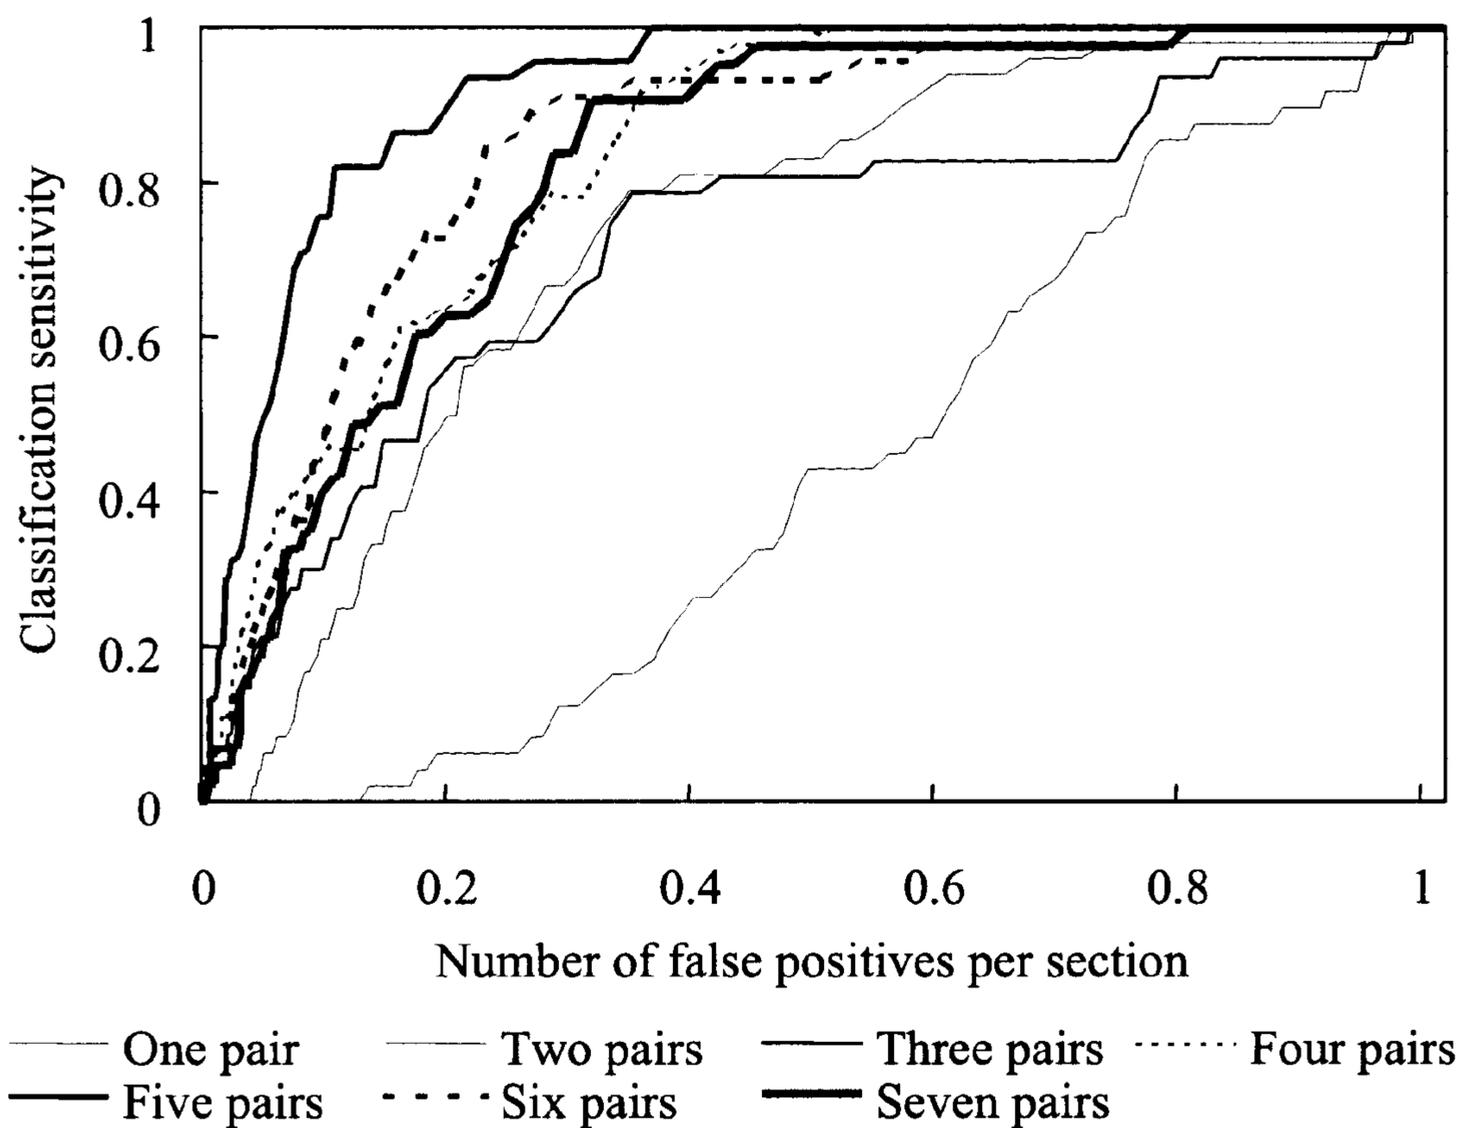 1
0.8
0.6
0.4
0.2
0
Classification sensitivity
0 0.2 0.4 0.6 0.8 1
Number of false positives per section
One pair Two pairs Three pairs Four pairs
Five pairs Six pairs Seven pairs